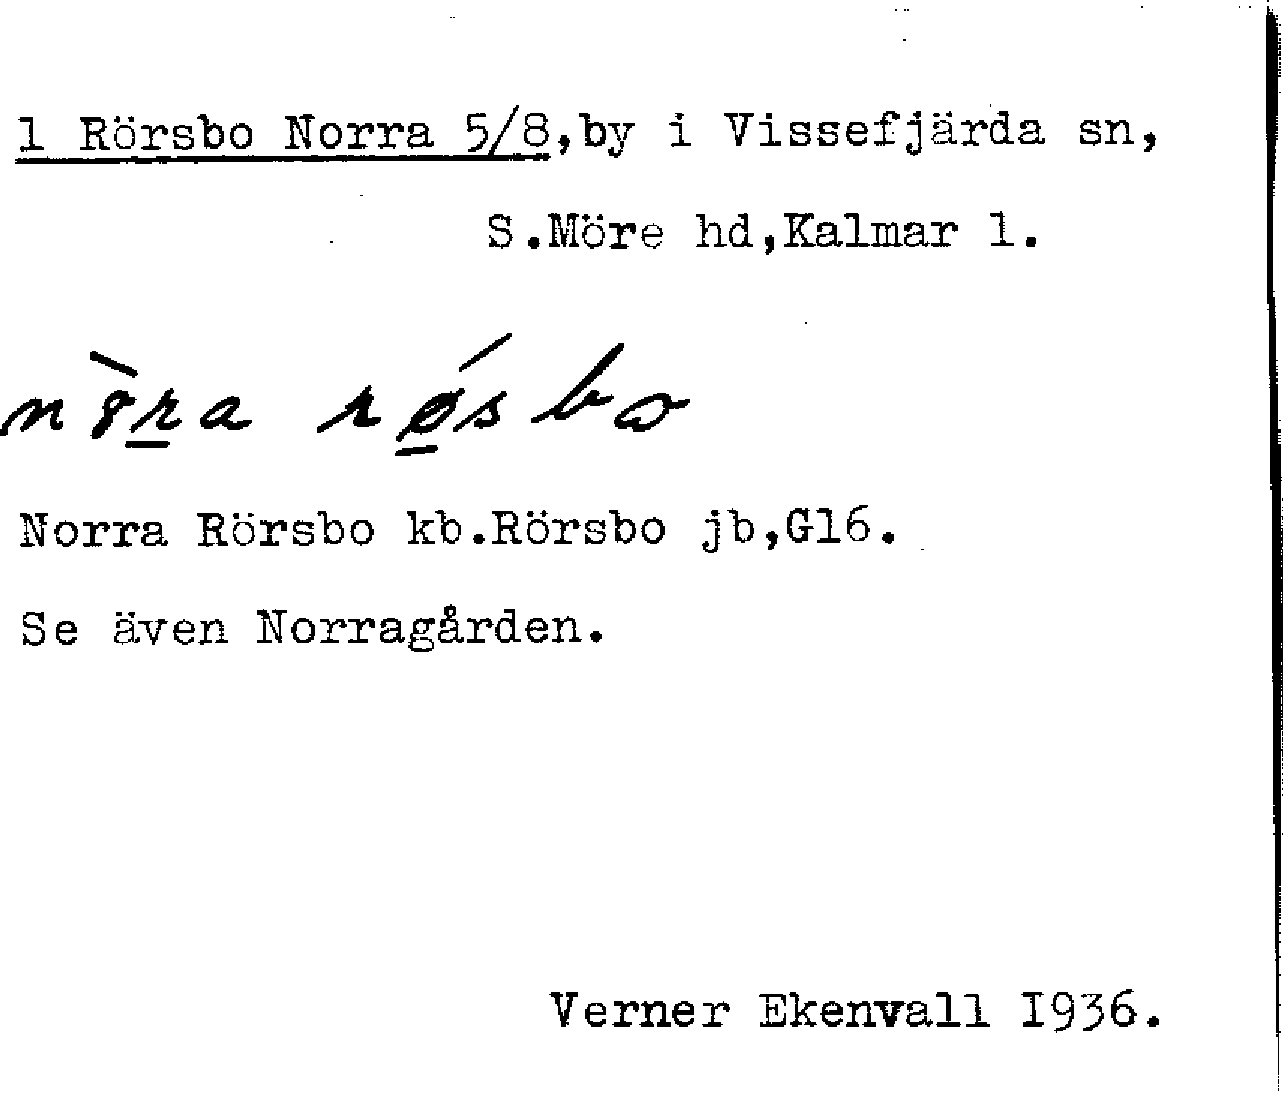 1 Rörsbo Norra 5/8,by i Vissefjärda sn,
S.Möre hd,Kalmar l.
Norra Rörsbo kb.Rörsbo jb,G16.
Se även Norragården.
Verner Ekenvall I936.